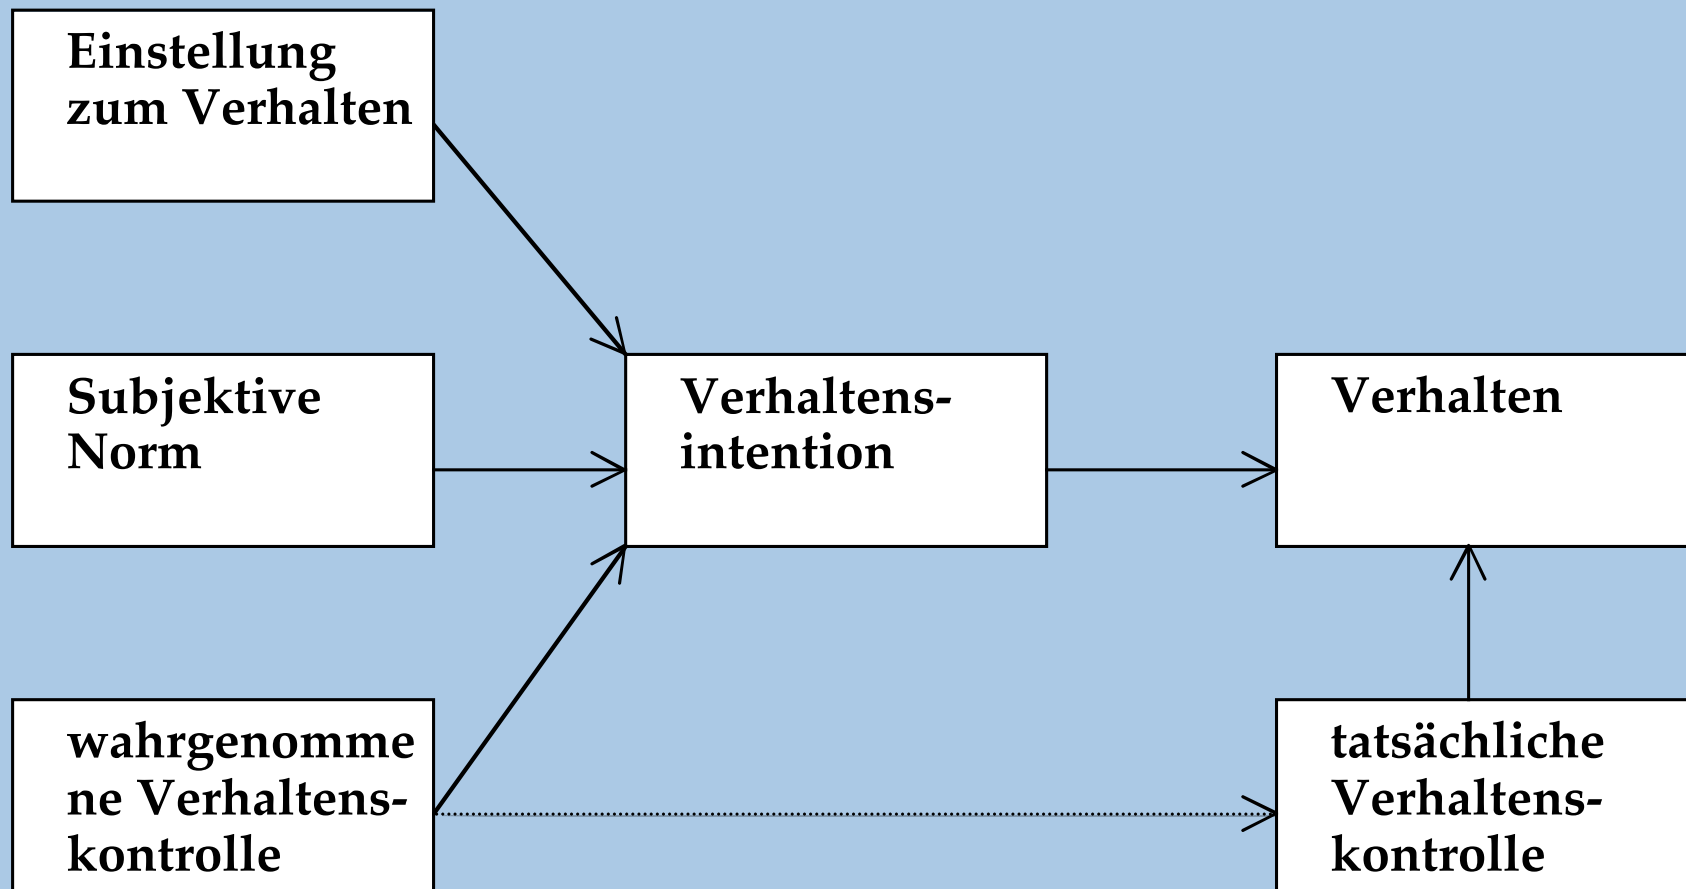 Einstellung
zum Verhalten
Subjektive
Norm
Verhaltens-
intention
Verhalten
wahrgenomme
ne Verhaltens-
kontrolle
tatsächliche
Verhaltens-
kontrolle